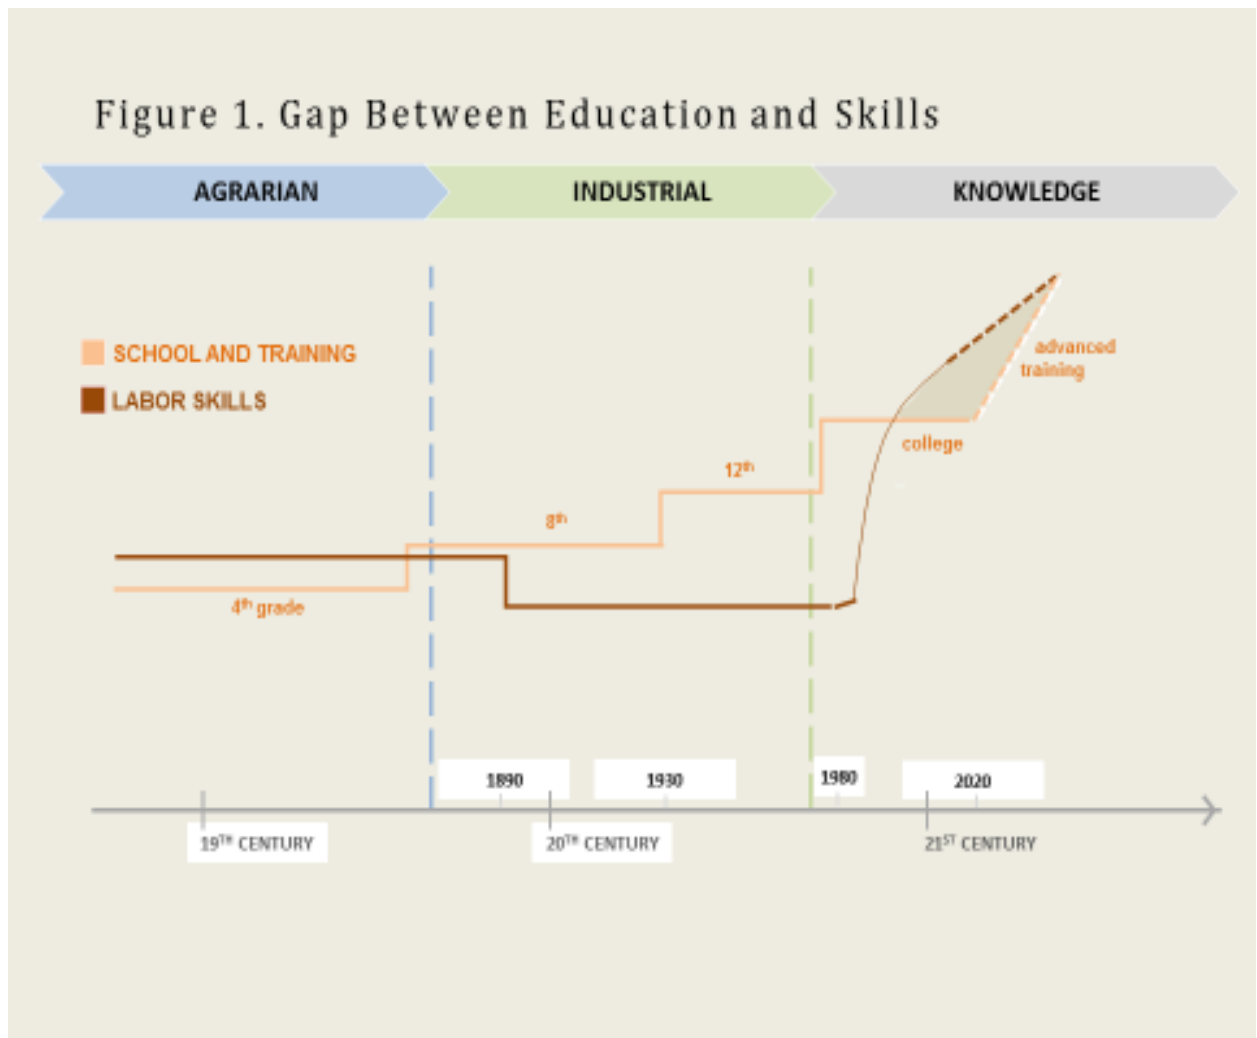 Figure 1. Gap Between Education and Skills
AGRARIAN
INDUSTRIAL
KNOWLEDGE
SCHOOL AND TRAINING
LABOR SKILLS
advanced
training
college
12th
8th
4th grade
1890
1930
1980
2020
19TH CENTURY
20TH CENTURY
21ST CENTURY